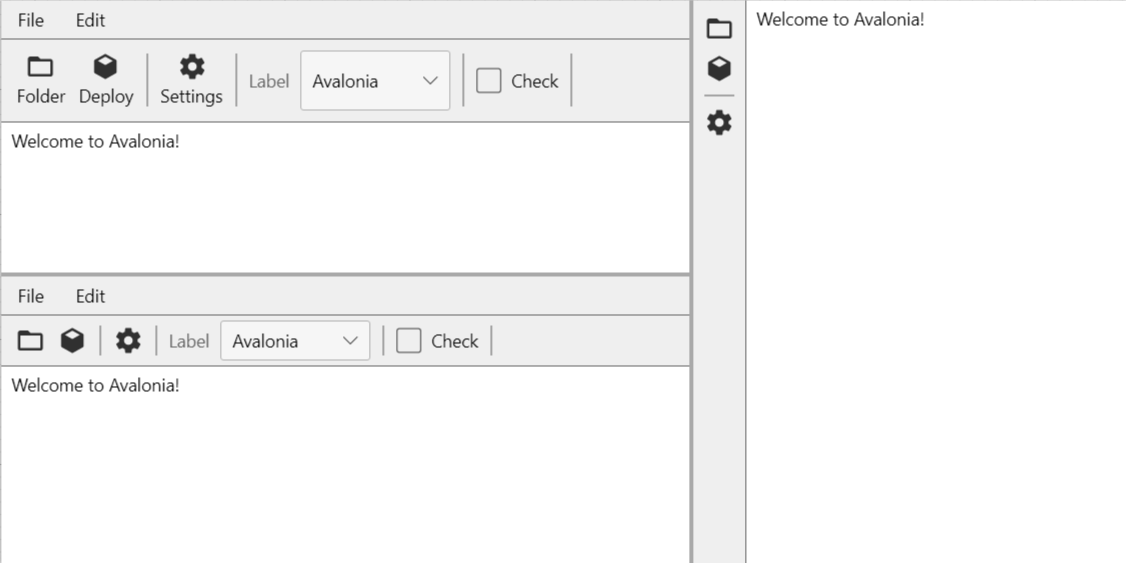 File Edit
Folder Deploy Settings Label Avalonia Check
Welcome to Avalonia!
File Edit
Label Avalonia Check
Welcome to Avalonia!
Welcome to Avalonia!